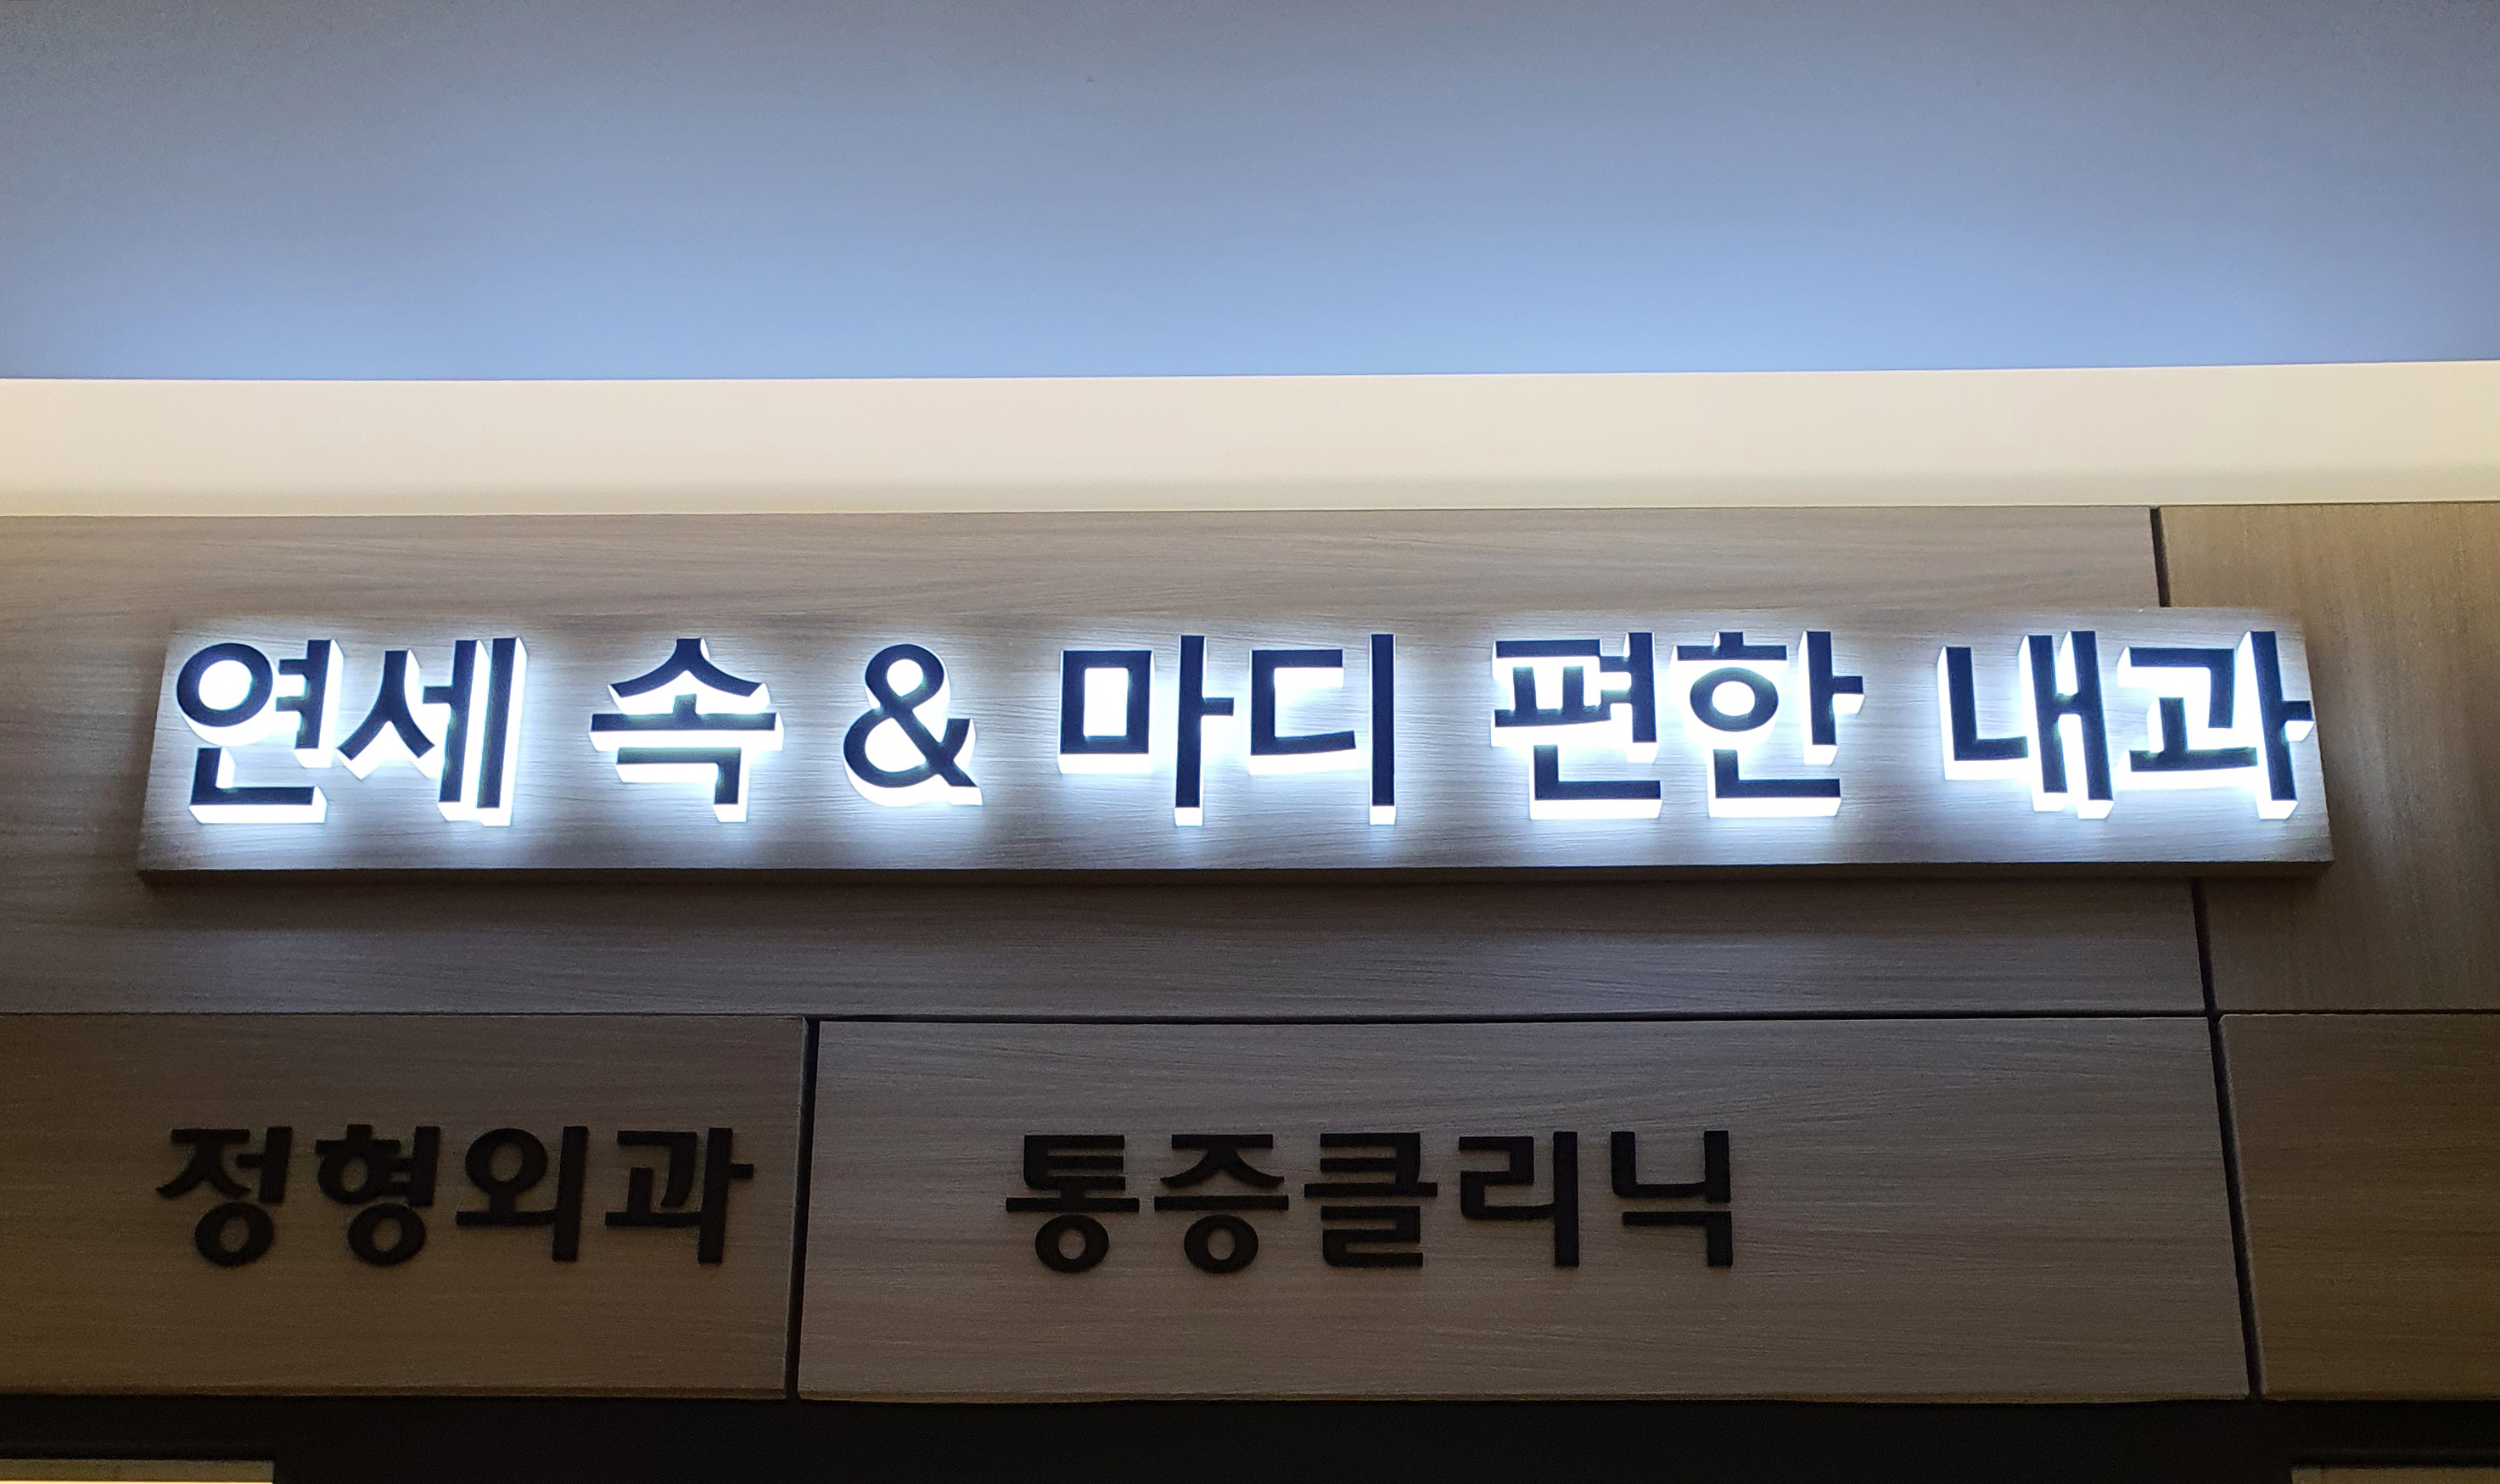 연세 속 & 마디 편한 내과
정형외과 통증클리닉